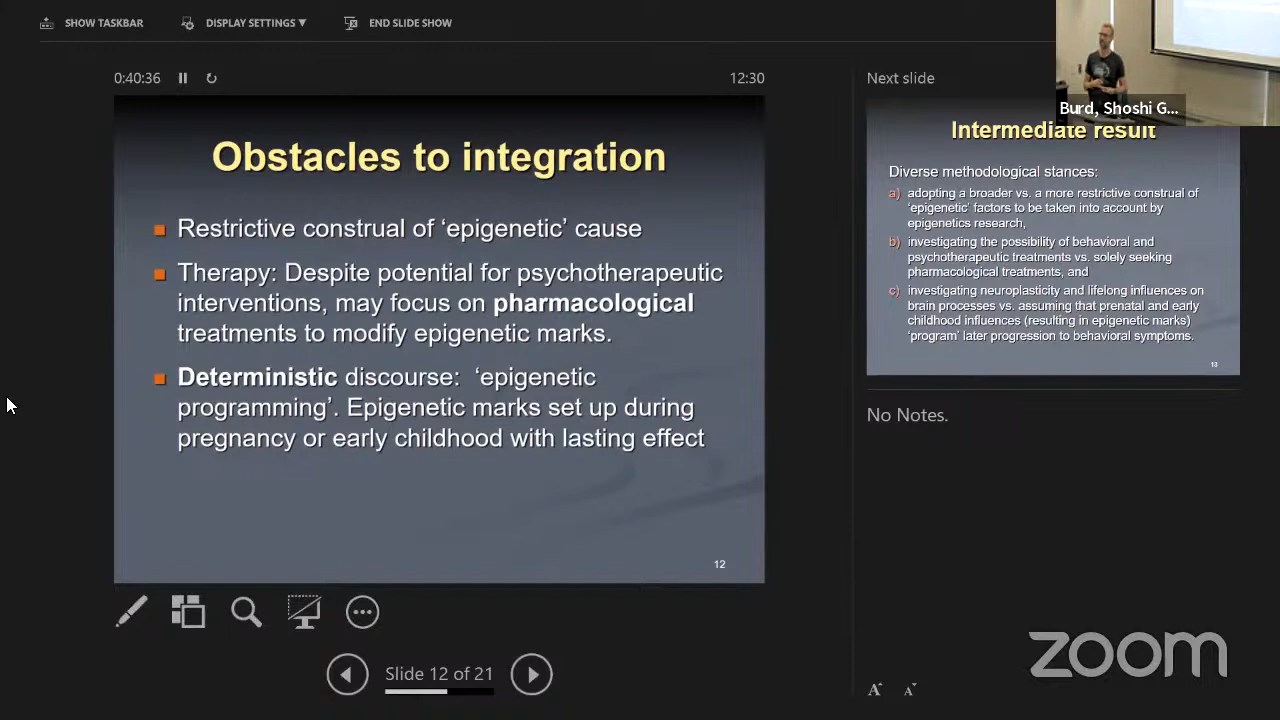 SHOW TASKBAR
DISPLAY SETTINGS ▼
END SLIDE SHOW
0:40:36
12:30
Obstacles to integration
Restrictive construal of ‘epigenetic’ cause
Therapy: Despite potential for psychotherapeutic
interventions, may focus on pharmacological
treatments to modify epigenetic marks.
Deterministic discourse:  ‘epigenetic
programming’. Epigenetic marks set up during
pregnancy or early childhood with lasting effect
12
Slide 12 of 21
Next slide
Burd, Shoshi G...
Intermediate result
Diverse methodological stances:
a) adopting a broader vs. a more restrictive construal of
‘epigenetic’ factors to be taken into account by
epigenetics research,
b) investigating the possibility of behavioral and
psychotherapeutic treatments vs. solely seeking
pharmacological treatments, and
c) investigating neuroplasticity and lifelong influences on
brain processes vs. assuming that prenatal and early
childhood influences (resulting in epigenetic marks)
‘program’ later progression to behavioral symptoms.
13
No Notes.
A A
zoom